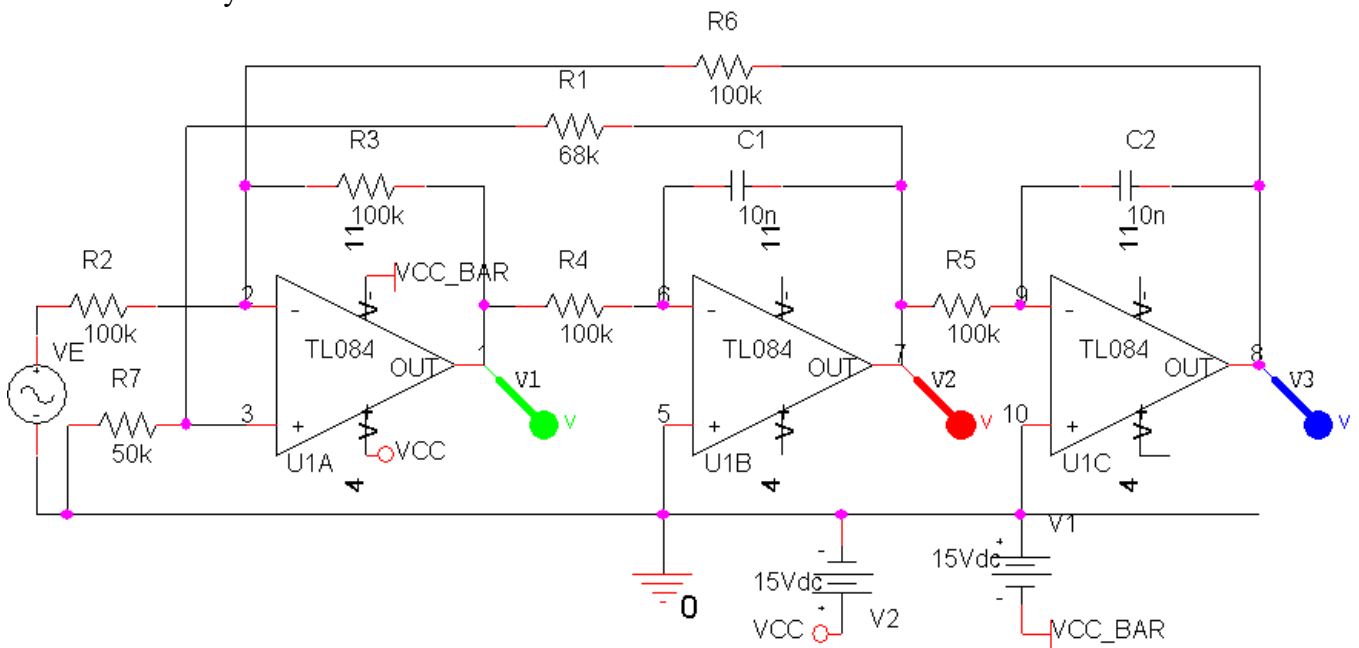 R6
100k
R1
68k
R3
100k
C1
10n
C2
10n
11
11
11
R2
100k
VCC_BAR
R4
100k
R5
100k
2
6
9
V-
V-
V-
VE
TL084
TL084
TL084
OUT
OUT
OUT
1
7
8
V1
V2
V3
V
V
V
R7
50k
3
5
10
+
+
+
-
-
-
V+
V+
V+
VCC
U1A
U1B
U1C
4
4
4
V1
15Vdc
15Vdc
+
-
-
+
0
V2
VCC
VCC_BAR